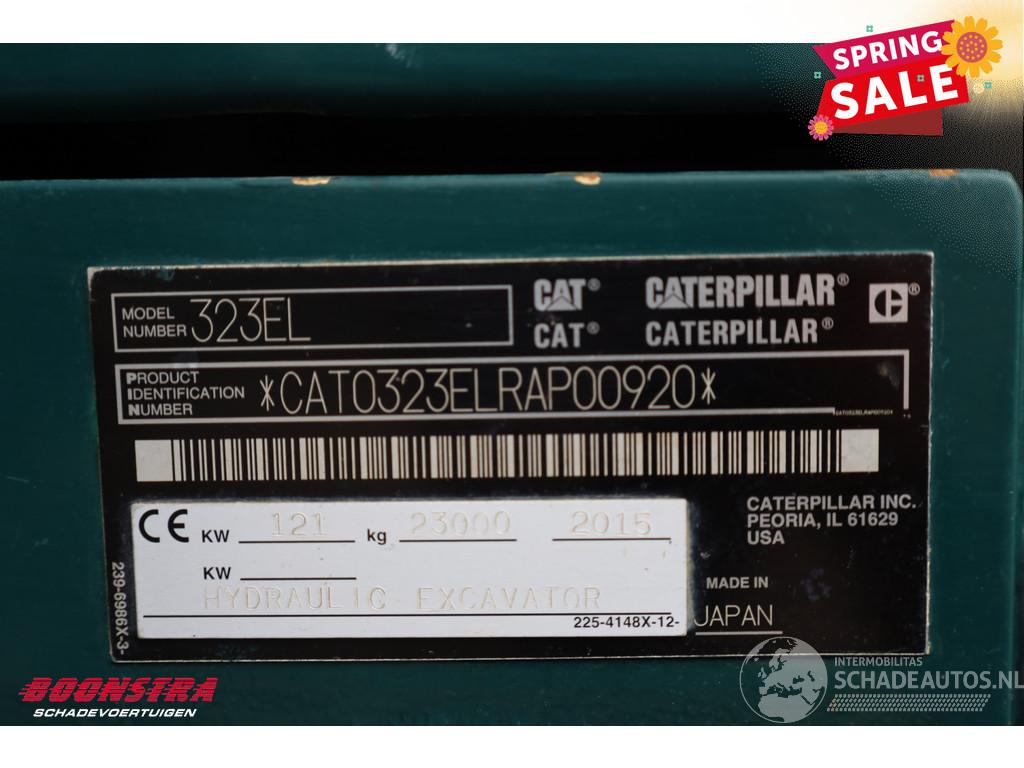 SPRING
SALE
MODEL
NUMBER 323EL
CAT® CATERPILLAR®
CAT® CATERPILLAR®
C ®
PRODUCT
IDENTIFICATION
NUMBER
*CAT0323ELRAP00920*
*CAT0323ELRAP00920*
CATERPILLAR INC.
PEORIA, IL 61629
USA
CE KW 121 kg 23000 2015
KW
HYDRAULIC EXCAVATOR
225-4148X-12-
239-6986X-3-
MADE IN
JAPAN
BOONSTRA
SCHADEVOERTUIGEN
INTERMOBILITAS
SCHADEAUTOS.NL